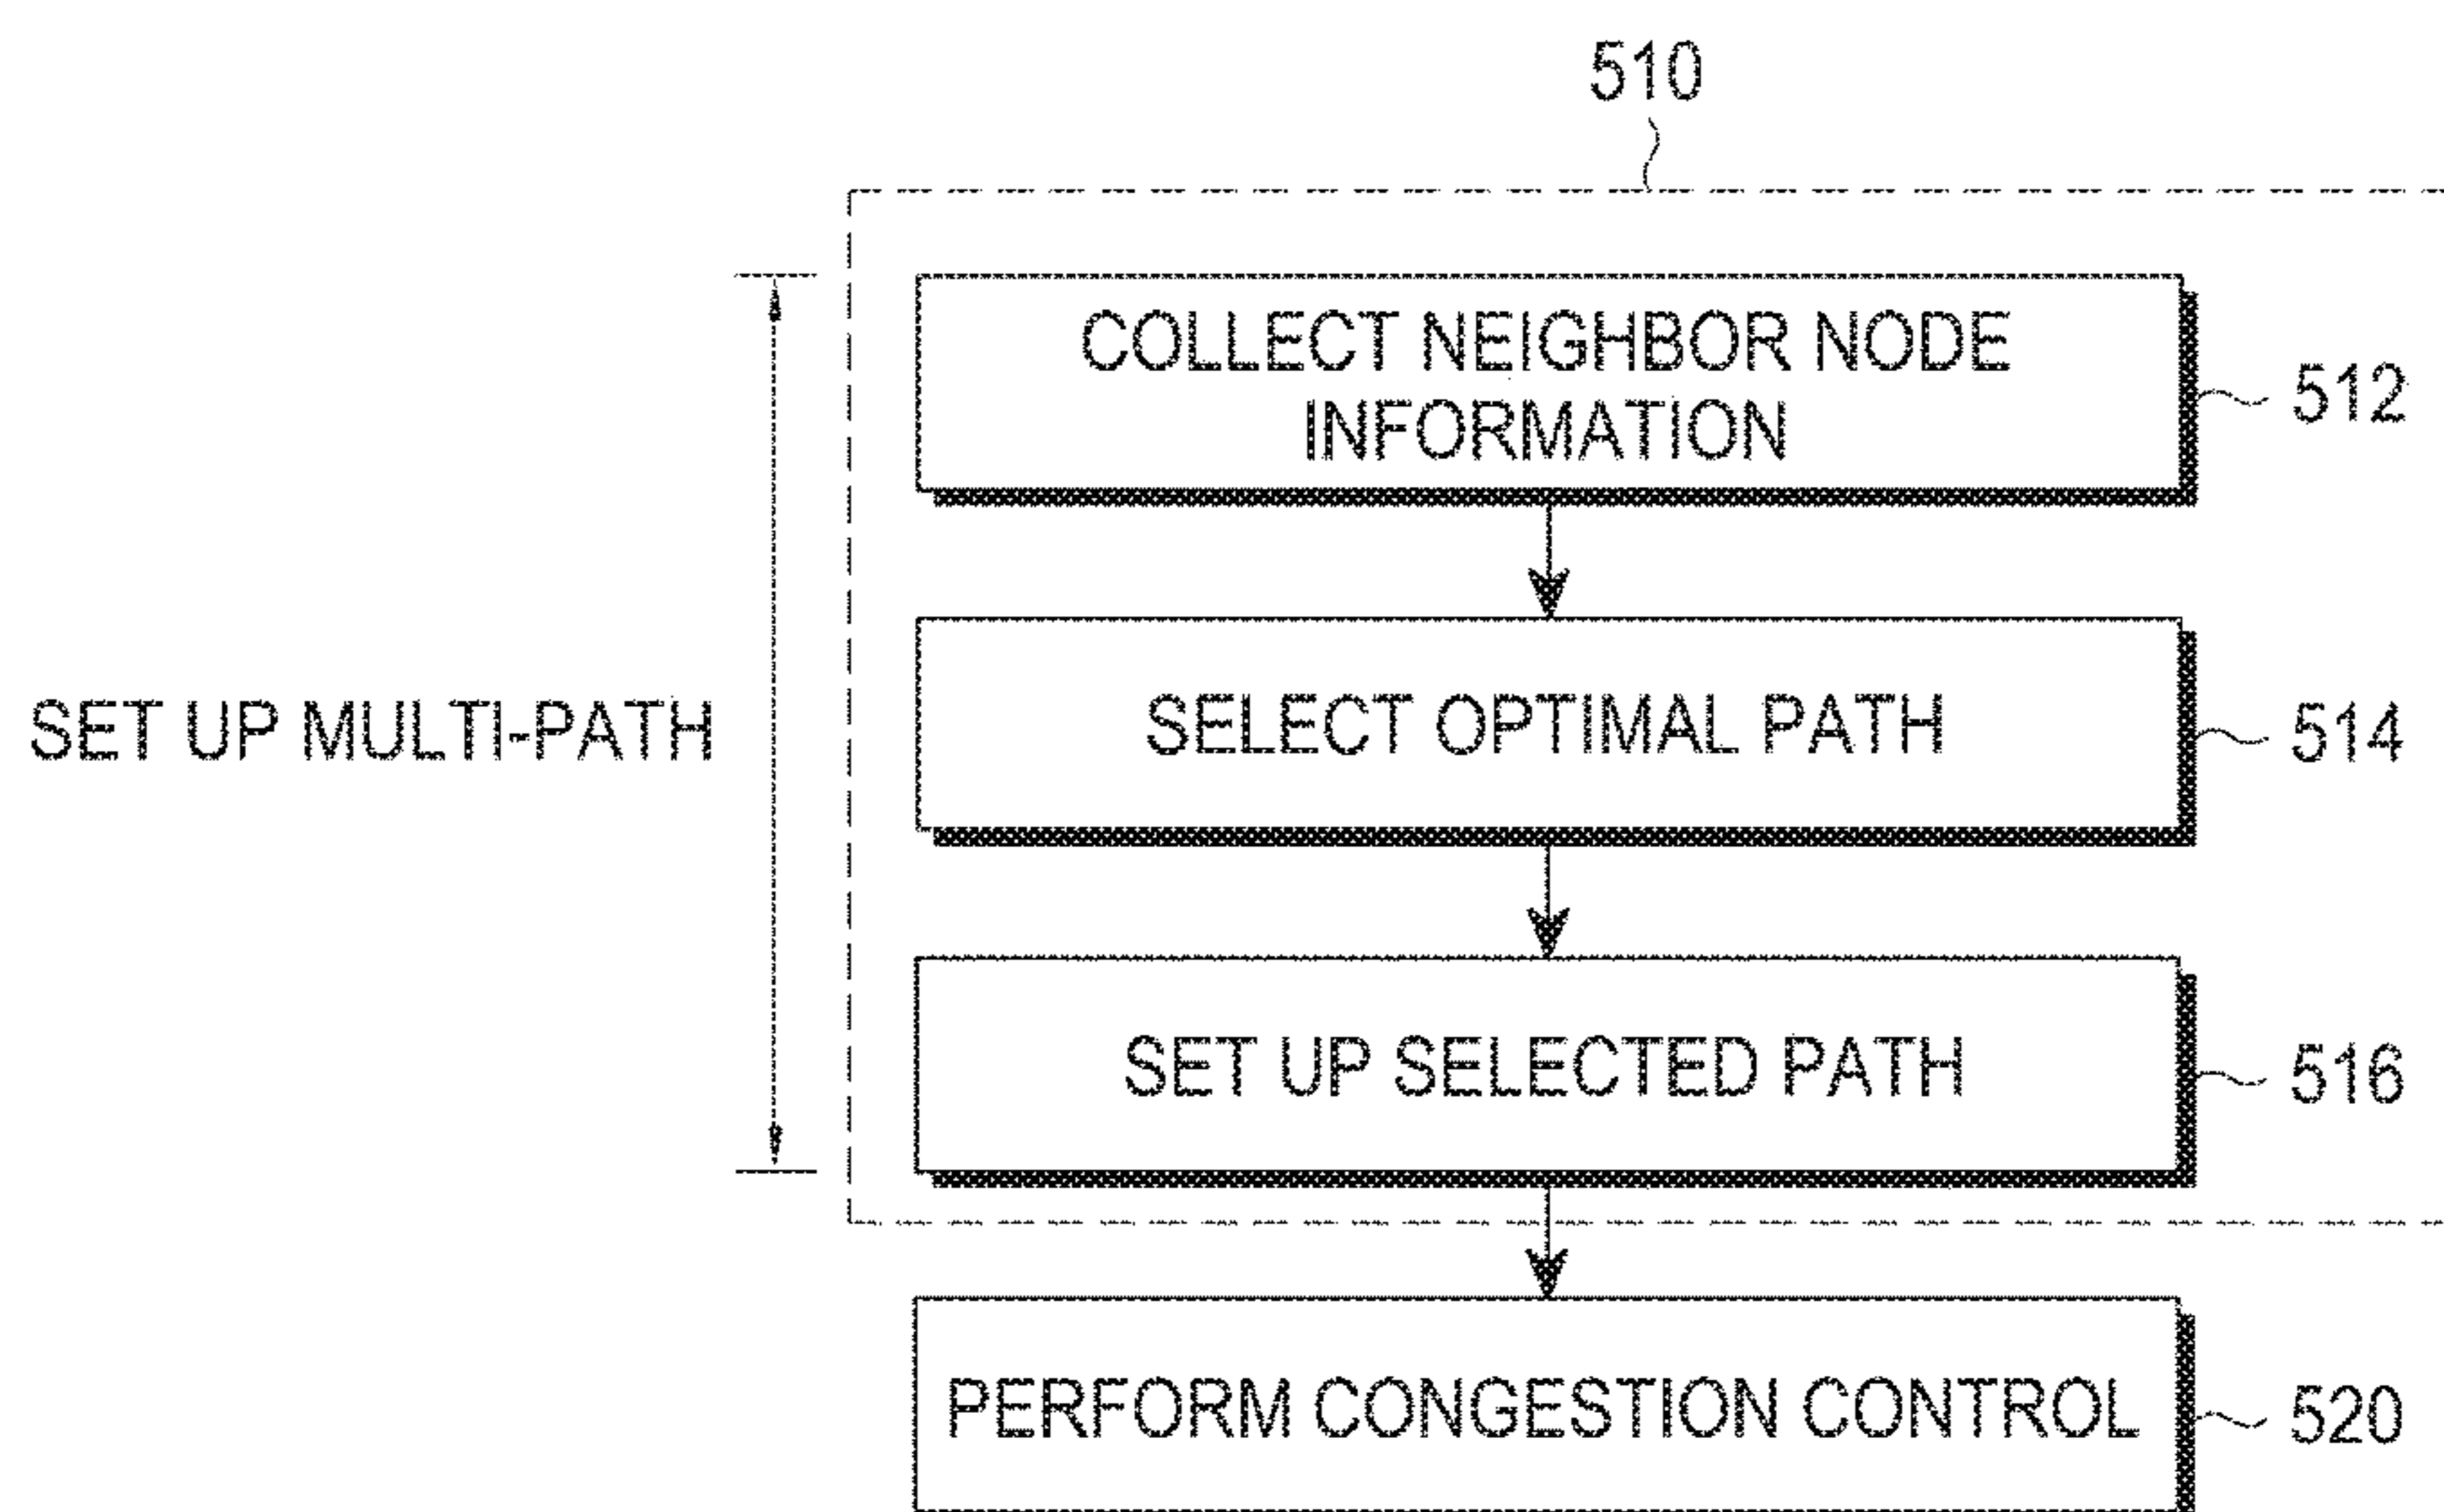 510
COLLECT NEIGHBOR NODE
INFORMATION
512
SET UP MULTI-PATH
SELECT OPTIMAL PATH
514
SET UP SELECTED PATH
516
PERFORM CONGESTION CONTROL
520